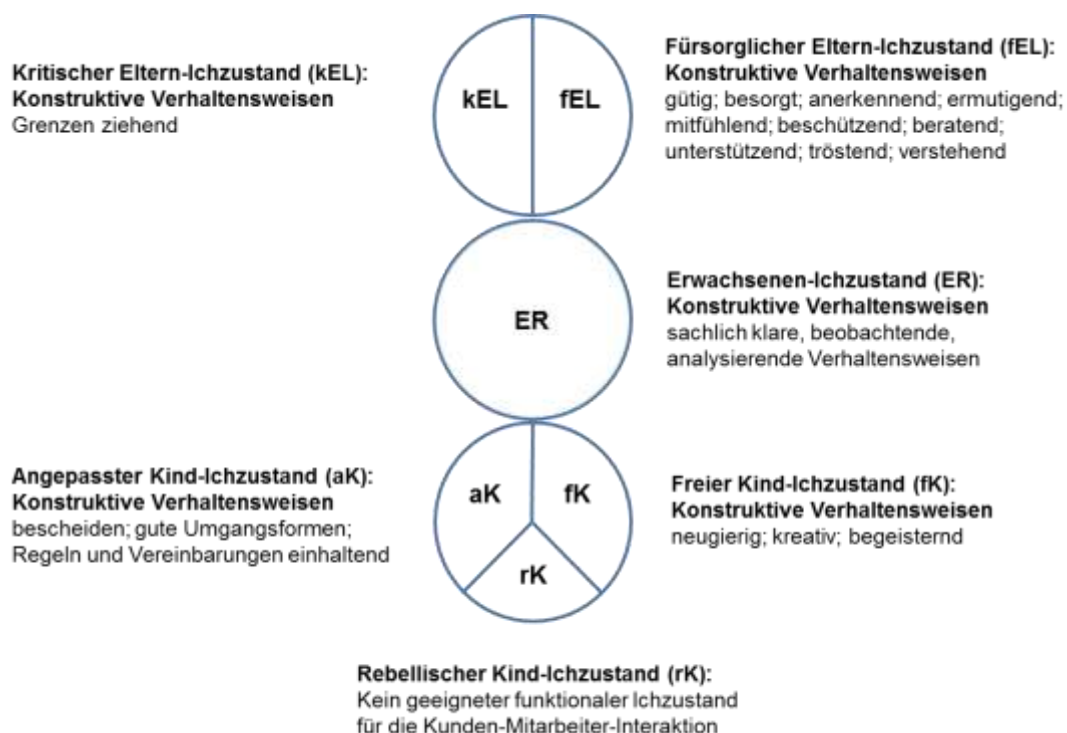 Kritischer Eltern-Ichzustand (kEL):
Konstruktive Verhaltensweisen
Grenzen ziehend
kEL
fEL
Fürsorglicher Eltern-Ichzustand (fEL):
Konstruktive Verhaltensweisen
gütig; besorgt; anerkennend; ermutigend;
mitfühlend; beschützend; beratend;
unterstützend; tröstend; verstehend
ER
Erwachsenen-Ichzustand (ER):
Konstruktive Verhaltensweisen
sachlich klare, beobachtende,
analysierende Verhaltensweisen
Angepasster Kind-Ichzustand (aK):
Konstruktive Verhaltensweisen
bescheiden; gute Umgangsformen;
Regeln und Vereinbarungen einhaltend
aK
fK
rK
Freier Kind-Ichzustand (fK):
Konstruktive Verhaltensweisen
neugierig; kreativ; begeisternd
Rebellischer Kind-Ichzustand (rK):
Kein geeigneter funktionaler Ichzustand
für die Kunden-Mitarbeiter-Interaktion